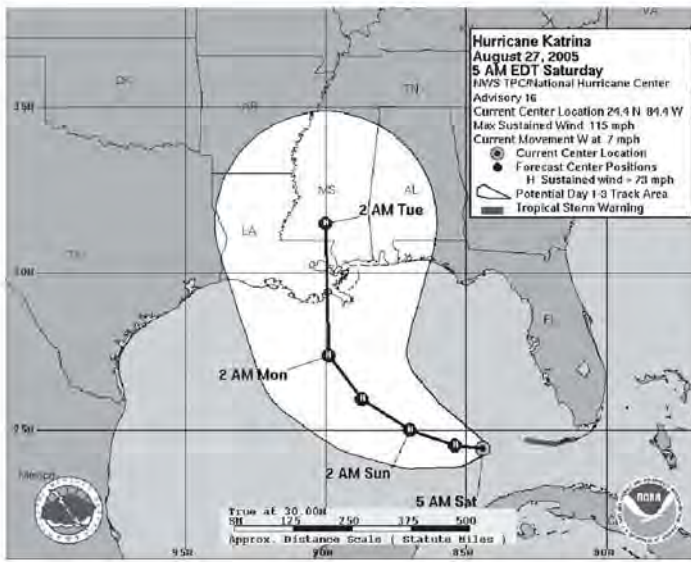 Hurricane Katrina
August 27, 2005
5 AM EDT Saturday
NWS TPC/National Hurricane Center
Advisory 16
Current Center Location 24.4 N 84.4 W
Max Sustained Wind 115 mph
Current Movement W at 7 mph
Current Center Location
Forecast Center Positions
H Sustained wind > 73 mph
Potential Day 1-3 Track Area
Tropical Storm Warning
VA
OK
AR
TN
35N
MS
AL
2 AM Tue
LA
TX
30N
FL
2 AM Mon
25N
2 AM Sun
Mexico
5 AM Sat
NOAA
True at 30.00N
SM 125 250 375 500
Approx. Distance Scale ( Statute Miles )
95W
90W
85W
80W